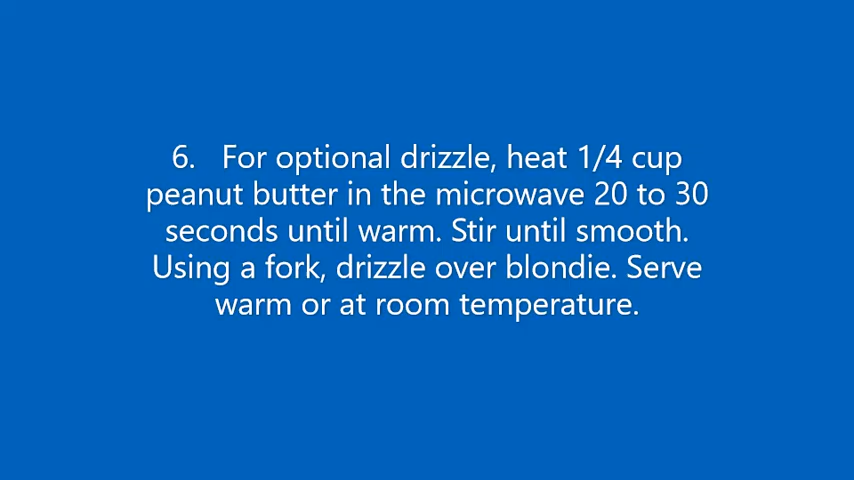 6.   For optional drizzle, heat 1/4 cup
peanut butter in the microwave 20 to 30
seconds until warm. Stir until smooth.
Using a fork, drizzle over blondie. Serve
warm or at room temperature.